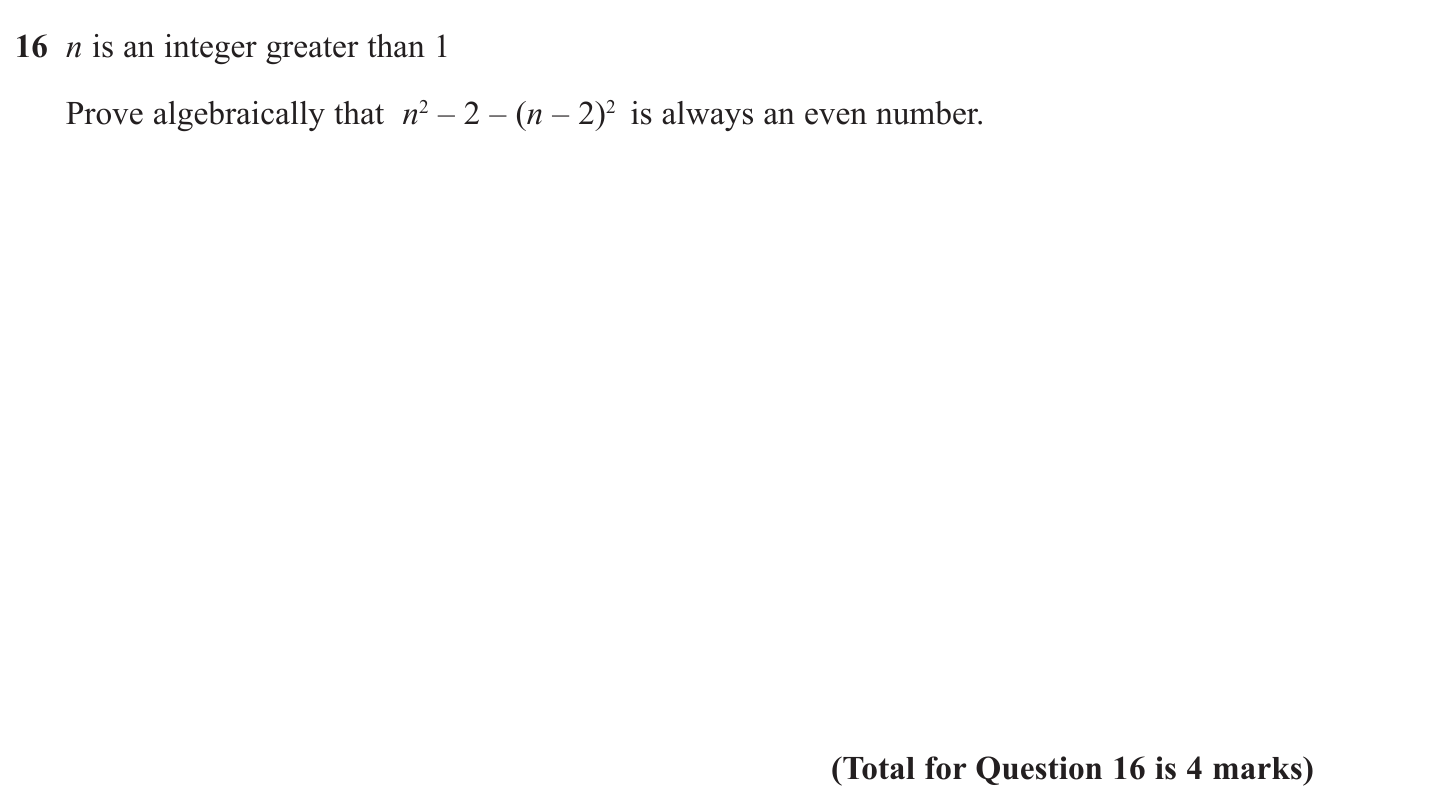 16 n is an integer greater than 1
Prove algebraically that n² – 2 – (n – 2)² is always an even number.
(Total for Question 16 is 4 marks)